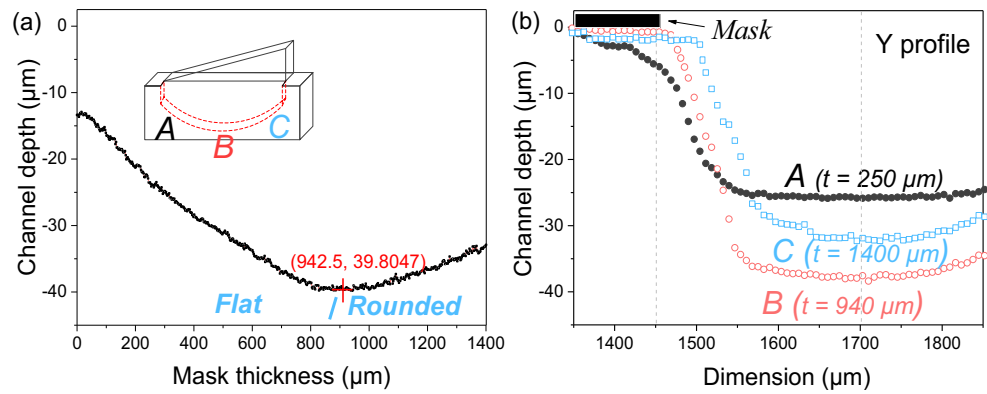 (a)
0
-10
-20
-30
-40
Channel depth (µm)
A
B
C
(942.5, 39.8047)
Flat / Rounded
0 200 400 600 800 1000 1200 1400
Mask thickness (µm)
(b)
0
-10
-20
-30
-40
Channel depth (µm)
Mask
Y profile
A (t = 250 µm)
C (t = 1400 µm)
B (t = 940 µm)
1400 1500 1600 1700 1800
Dimension (µm)